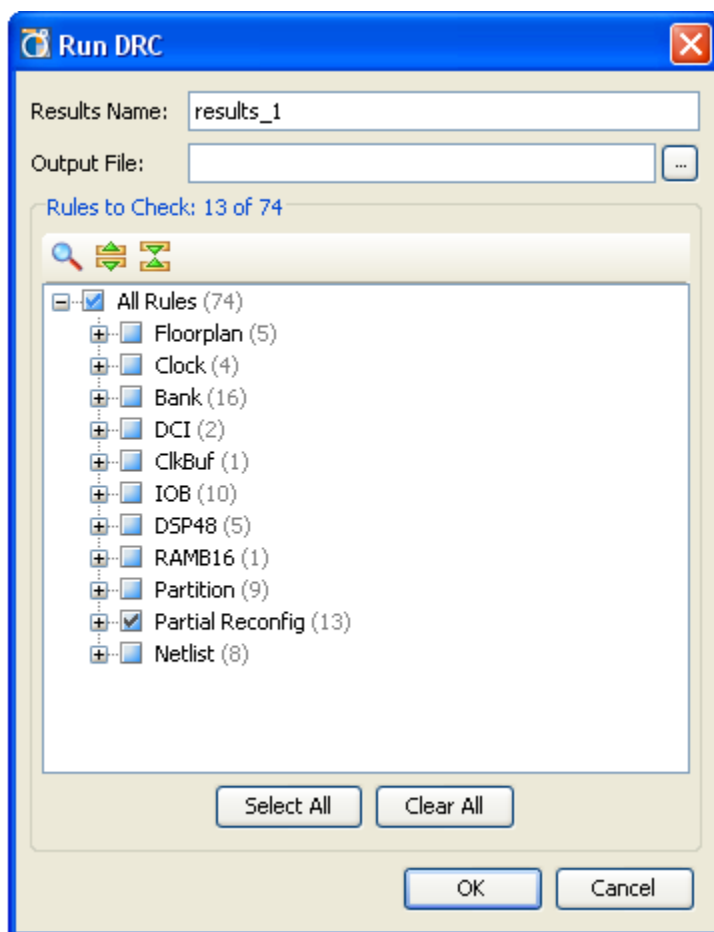 Run DRC
Results Name: results_1
Output File: ...
Rules to Check: 13 of 74
All Rules (74)
Floorplan (5)
Clock (4)
Bank (16)
DCI (2)
ClkBuf (1)
IOB (10)
DSP48 (5)
RAMB16 (1)
Partition (9)
Partial Reconfig (13)
Netlist (8)
Select All Clear All
OK Cancel